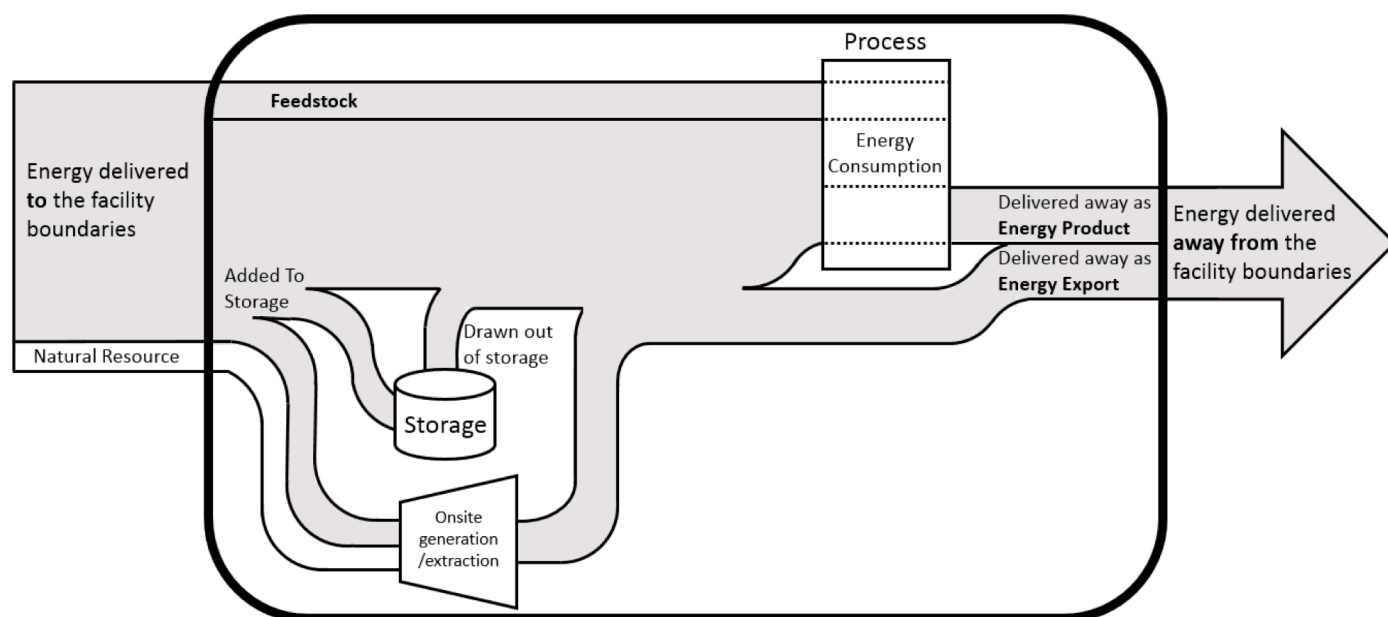 Process
Feedstock
Energy
Consumption
Energy delivered
to the facility
boundaries
Delivered away as
Energy Product
Delivered away as
Energy Export
Energy delivered
away from the
facility boundaries
Added To
Storage
Drawn out
of storage
Natural Resource
Storage
Onsite
generation
/extraction